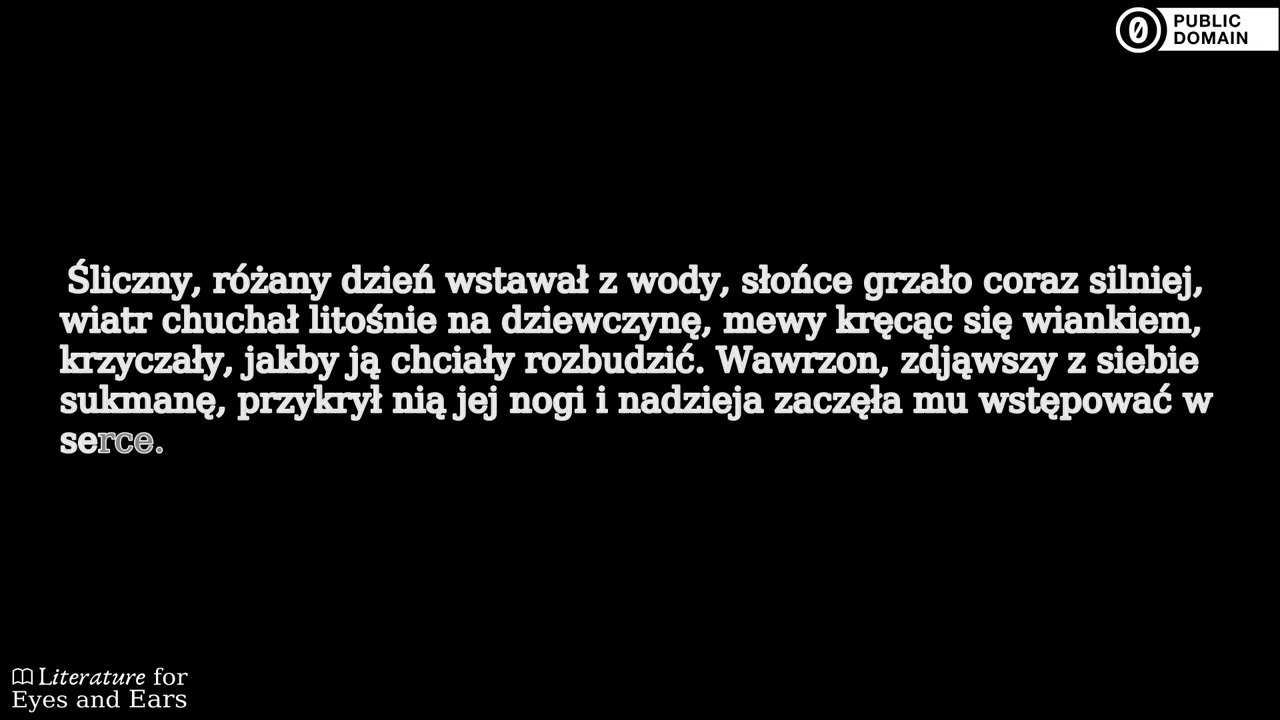 PUBLIC
DOMAIN
Śliczny, różany dzień wstawał z wody, słońce grzało coraz silniej,
wiatr chuchał litośnie na dziewczynę, mewy kręcąc się wiankiem,
krzyczały, jakby ją chciały rozbudzić. Wawrzon, zdjąwszy z siebie
sukmanę, przykrył nią jej nogi i nadzieja zaczęła mu wstępować w
serce.
Literature for
Eyes and Ears